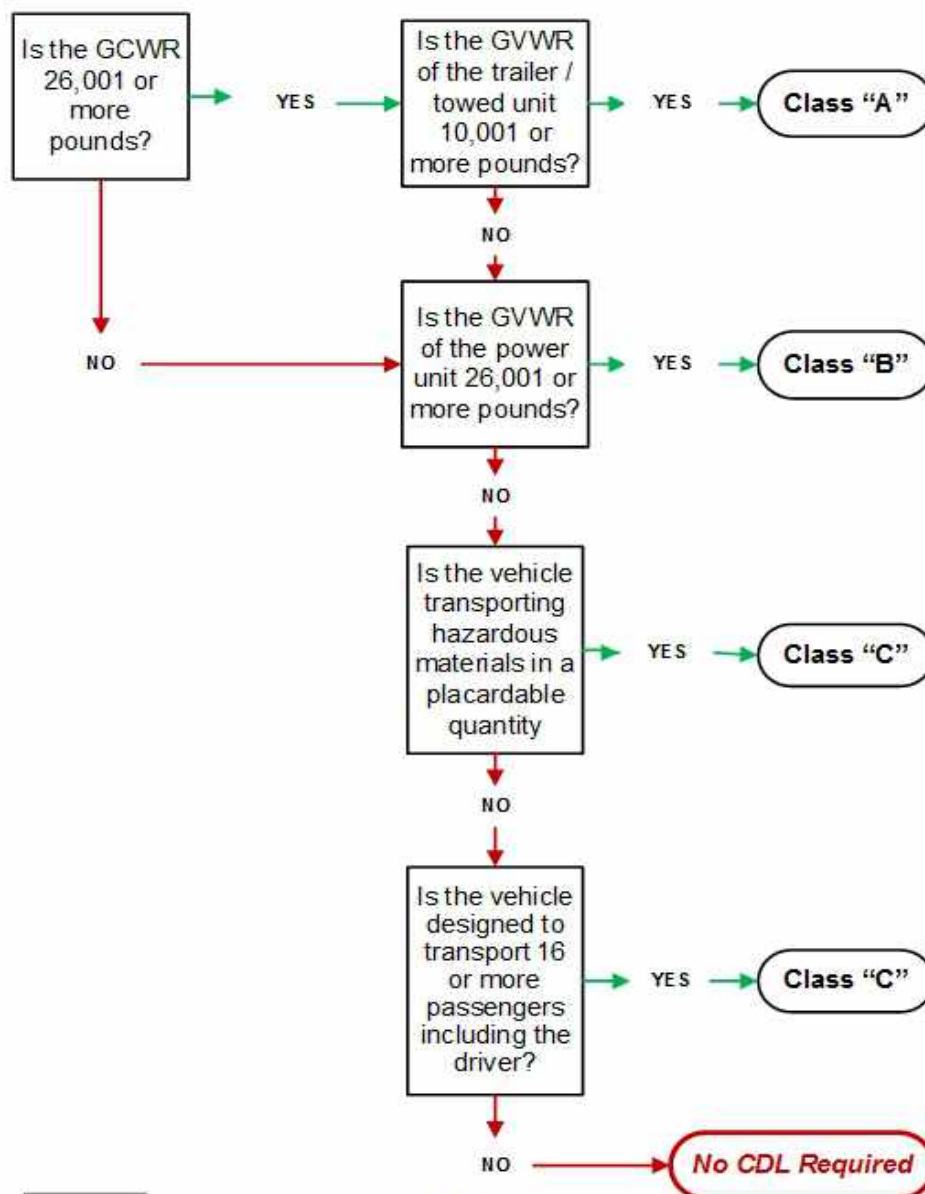 Is the GCWR
26,001 or
more
pounds?
YES
Is the GVWR
of the trailer /
towed unit
10,001 or
more pounds?
YES
Class “A”
NO
NO
Is the GVWR
of the power
unit 26,001 or
more pounds?
YES
Class “B”
NO
Is the vehicle
transporting
hazardous
materials in a
placardable
quantity
YES
Class “C”
NO
Is the vehicle
designed to
transport 16
or more
passengers
including the
driver?
YES
Class “C”
NO
No CDL Required